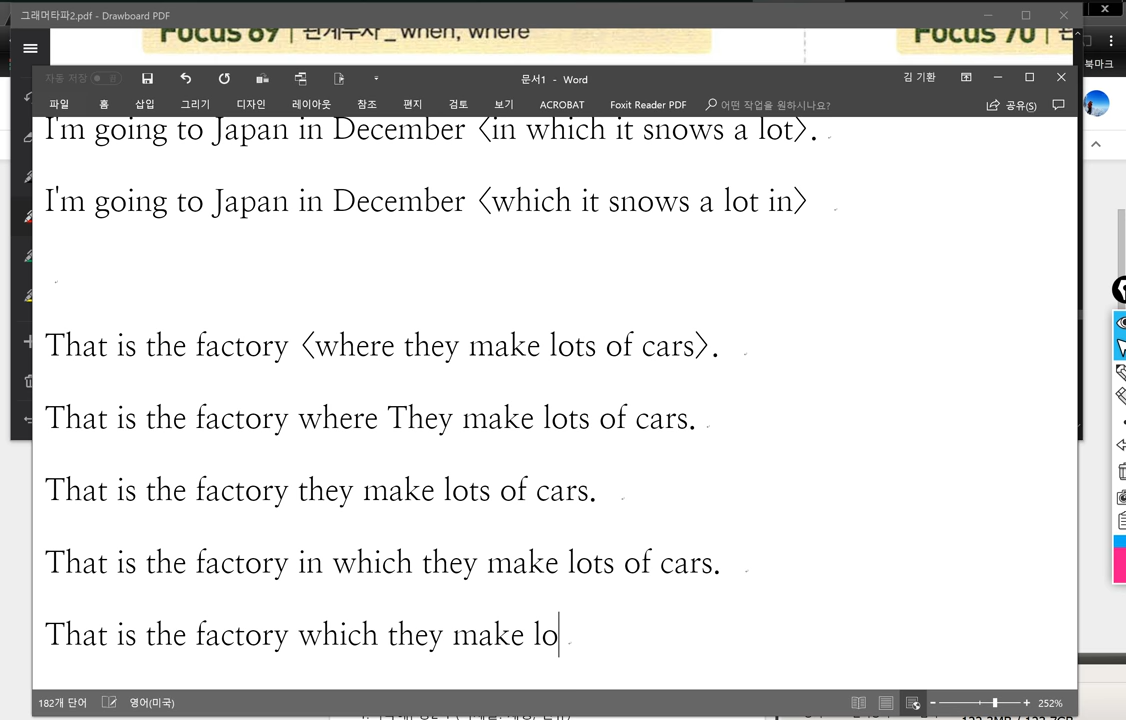 그래머타파2.pdf - Drawboard PDF
Focus 69 | 관계부사 _ when, where
Focus 70 |
북마크
자동 저장
문서1 - Word
김 기환
파일 홈 삽입 그리기 디자인 레이아웃 참조 편지 검토 보기 ACROBAT Foxit Reader PDF 어떤 작업을 원하시나요? 공유(S)
I'm going to Japan in December 〈in which it snows a lot〉.
I'm going to Japan in December 〈which it snows a lot in〉
That is the factory 〈where they make lots of cars〉.
That is the factory where They make lots of cars.
That is the factory they make lots of cars.
That is the factory in which they make lots of cars.
That is the factory which they make lo
182개 단어 영어(미국) 252%